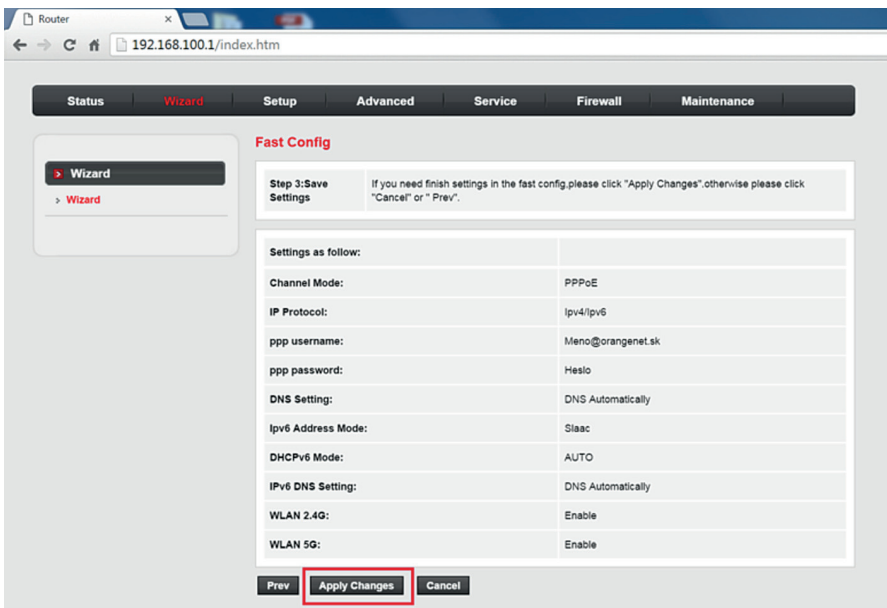 Router
192.168.100.1/index.htm
Status Wizard Setup Advanced Service Firewall Maintenance
Wizard
Wizard
Fast Config
Step 3:Save
Settings
If you need finish settings in the fast config,please click "Apply Changes".otherwise please click
"Cancel" or " Prev".
Settings as follow:
Channel Mode: PPPoE
IP Protocol: Ipv4/Ipv6
ppp username: Meno@orangenet.sk
ppp password: Heslo
DNS Setting: DNS Automatically
Ipv6 Address Mode: Slaac
DHCPv6 Mode: AUTO
IPv6 DNS Setting: DNS Automatically
WLAN 2.4G: Enable
WLAN 5G: Enable
Prev Apply Changes Cancel